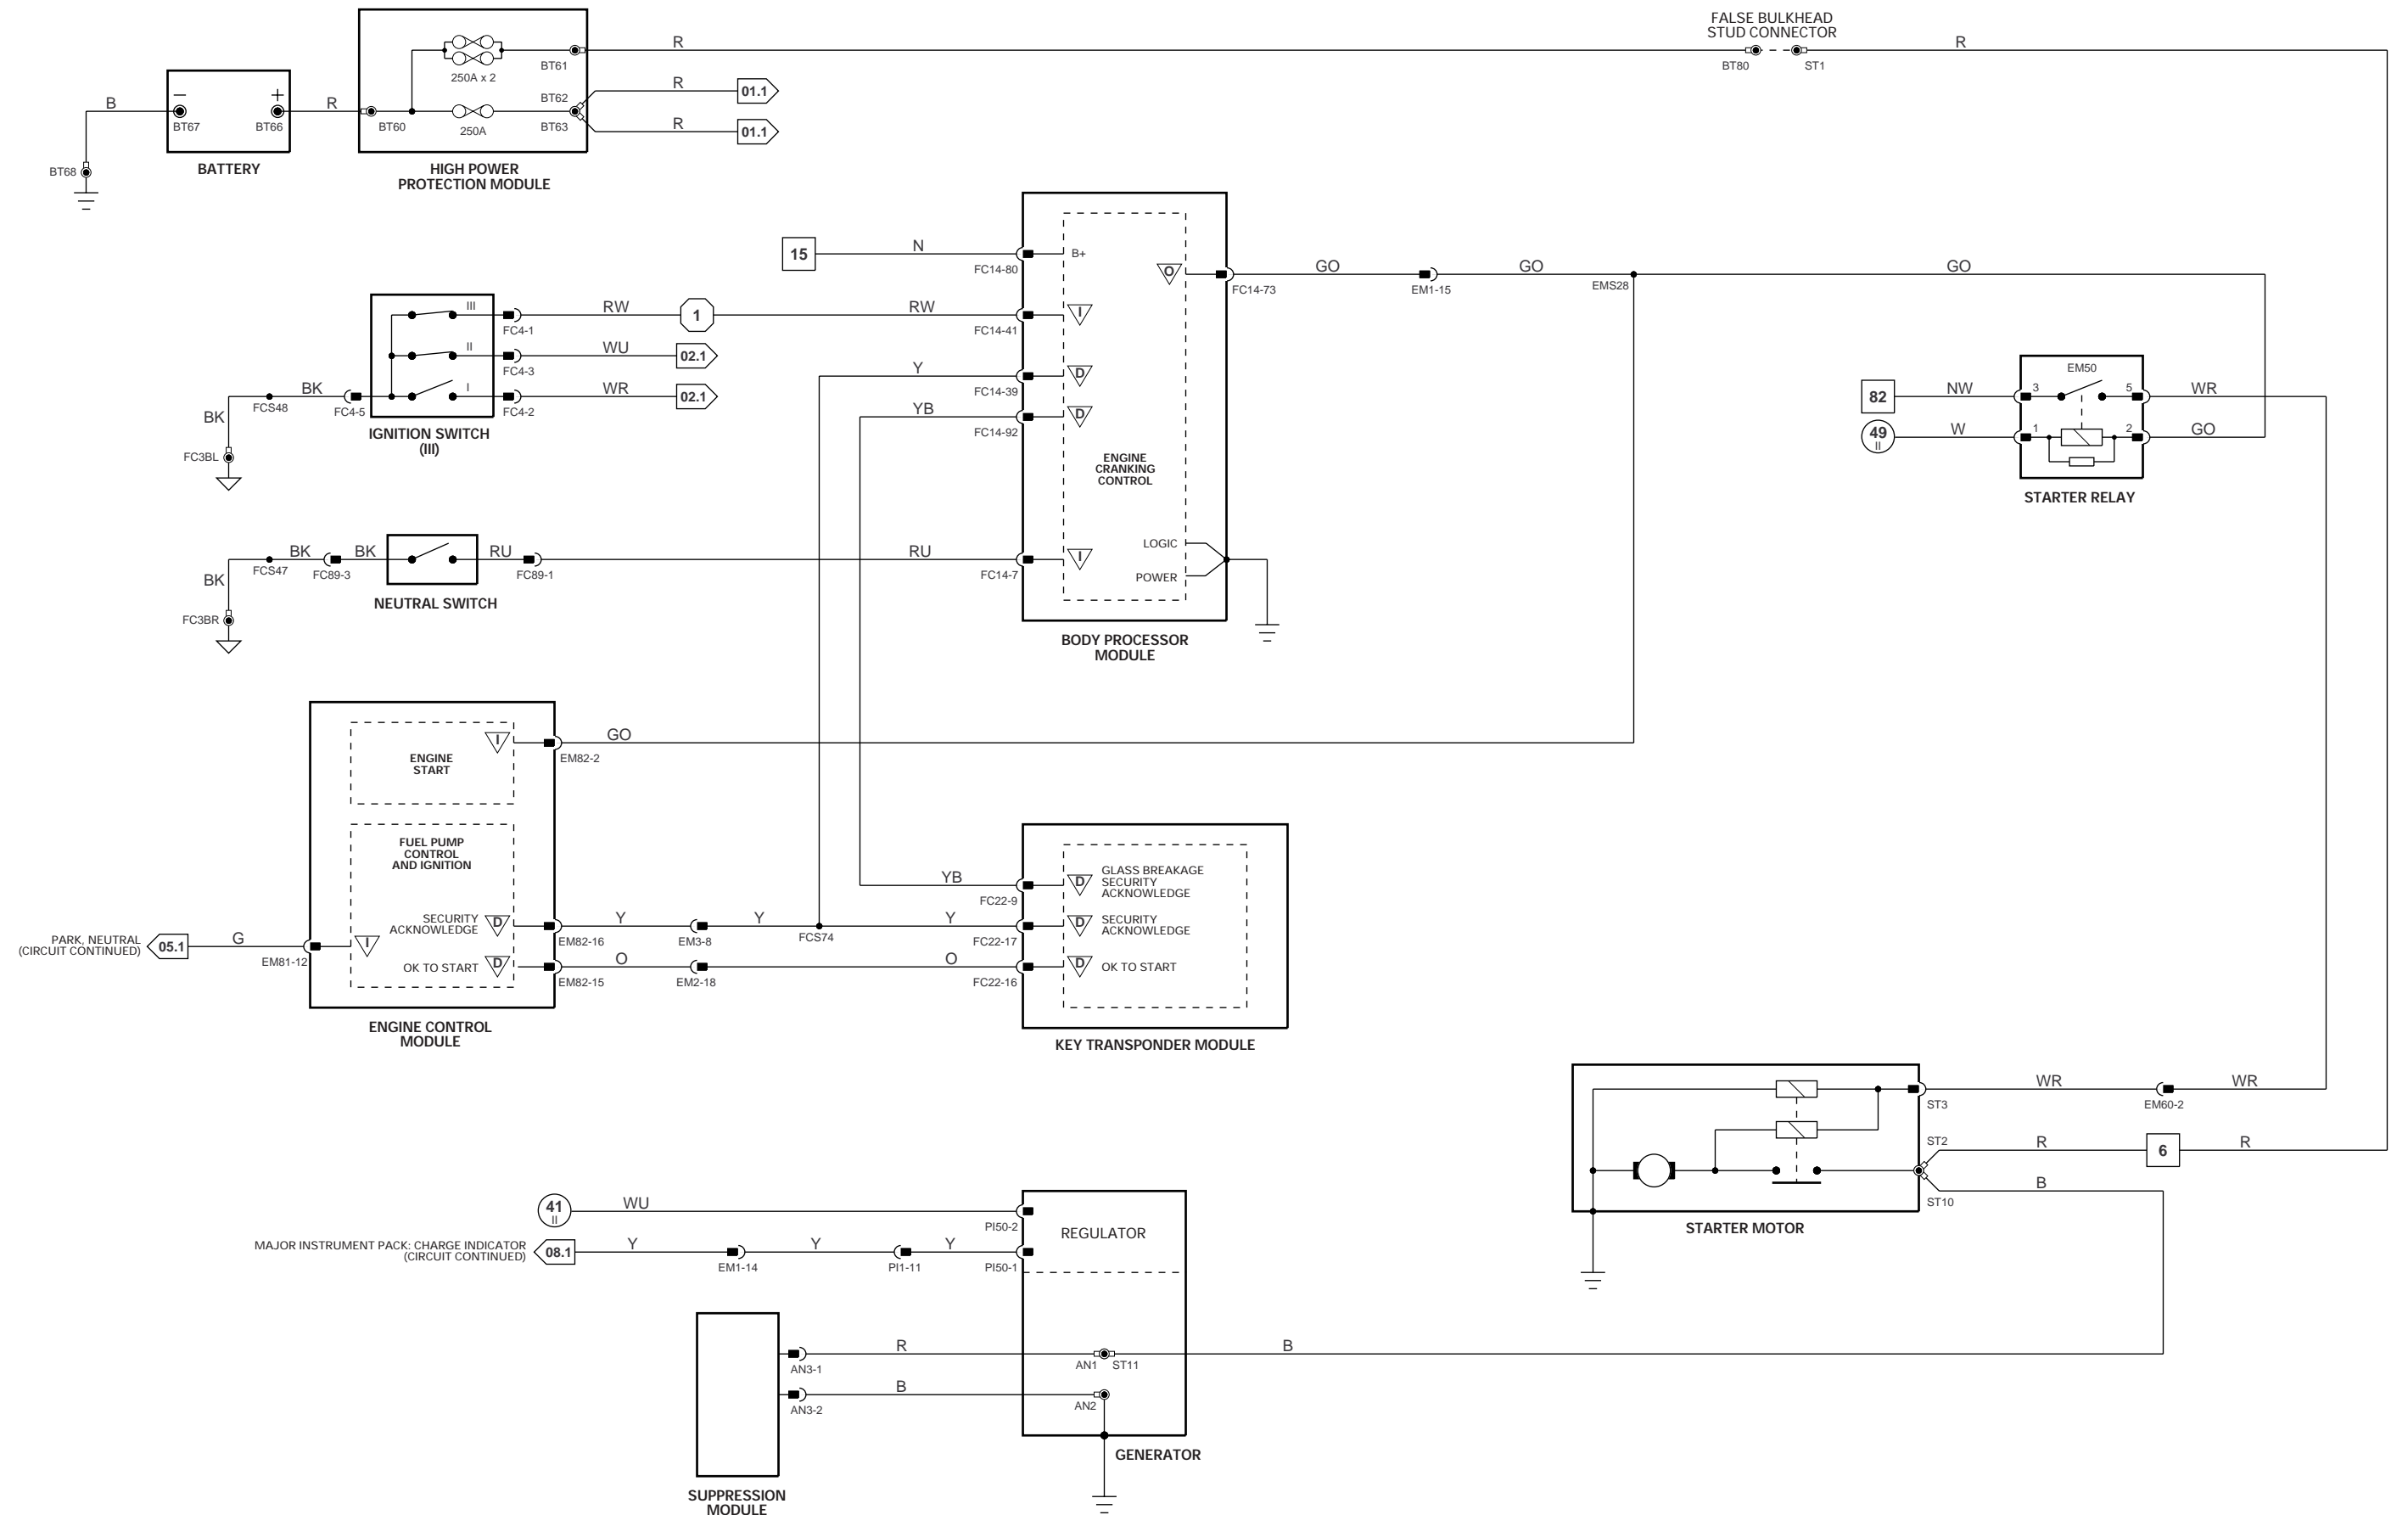 FALSE BULKHEAD
STUD CONNECTOR
R
R
BT80
ST1
250A x 2
BT61
B
BT67
BT66
BATTERY
R
BT60
250A
BT62
BT63
R
01.1
R
01.1
HIGH POWER
PROTECTION MODULE
BT68
15
N
FC14-80
B+
O
FC14-73
GO
EM1-15
GO
EMS28
GO
III
FC4-1
RW
1
RW
FC14-41
I
II
FC4-3
WU
02.1
I
FC4-2
WR
02.1
BK
FCS48
BK
FC4-5
FC3BL
IGNITION SWITCH
(III)
Y
FC14-39
D
YB
FC14-92
D
ENGINE
CRANKING
CONTROL
EM50
82
NW
3
5
WR
49
II
W
1
2
GO
STARTER RELAY
BK
FCS47
BK
FC89-3
BK
RU
FC89-1
RU
FC14-7
I
LOGIC
POWER
FC3BR
NEUTRAL SWITCH
BODY PROCESSOR
MODULE
ENGINE
START
I
EM82-2
GO
FUEL PUMP
CONTROL
AND IGNITION
SECURITY
ACKNOWLEDGE
D
EM82-16
Y
EM3-8
Y
FCS74
Y
FC22-17
D
SECURITY
ACKNOWLEDGE
YB
FC22-9
D
GLASS BREAKAGE
SECURITY
ACKNOWLEDGE
PARK, NEUTRAL
(CIRCUIT CONTINUED)
05.1
G
EM81-12
I
OK TO START
D
EM82-15
O
EM2-18
O
FC22-16
D
OK TO START
ENGINE CONTROL
MODULE
KEY TRANSPONDER MODULE
ST3
WR
EM60-2
WR
ST2
R
6
R
ST10
B
STARTER MOTOR
41
II
WU
PI50-2
REGULATOR
MAJOR INSTRUMENT PACK: CHARGE INDICATOR
(CIRCUIT CONTINUED)
08.1
Y
EM1-14
Y
PI1-11
Y
PI50-1
AN3-1
R
AN1
ST11
B
AN3-2
B
AN2
GENERATOR
SUPPRESSION
MODULE